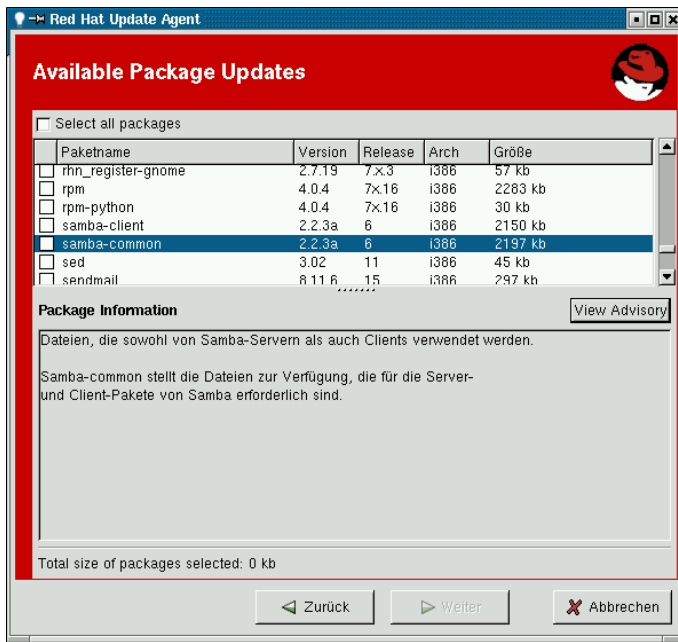 Red Hat Update Agent
Available Package Updates
Select all packages
Paketname Version Release Arch Größe
rhn_register-gnome 2.7.19 7.x.3 i386 57 kb
rpm 4.0.4 7x.16 i386 2283 kb
rpm-python 4.0.4 7x.16 i386 30 kb
samba-client 2.2.3a 6 i386 2150 kb
samba-common 2.2.3a 6 i386 2197 kb
sed 3.02 11 i386 45 kb
sendmail 8.11.6 15 i386 297 kb
Package Information
View Advisory
Dateien, die sowohl von Samba-Servern als auch Clients verwendet werden.
Samba-common stellt die Dateien zur Verfügung, die für die Server-
und Client-Pakete von Samba erforderlich sind.
Total size of packages selected: 0 kb
Zurück
Weiter
Abbrechen